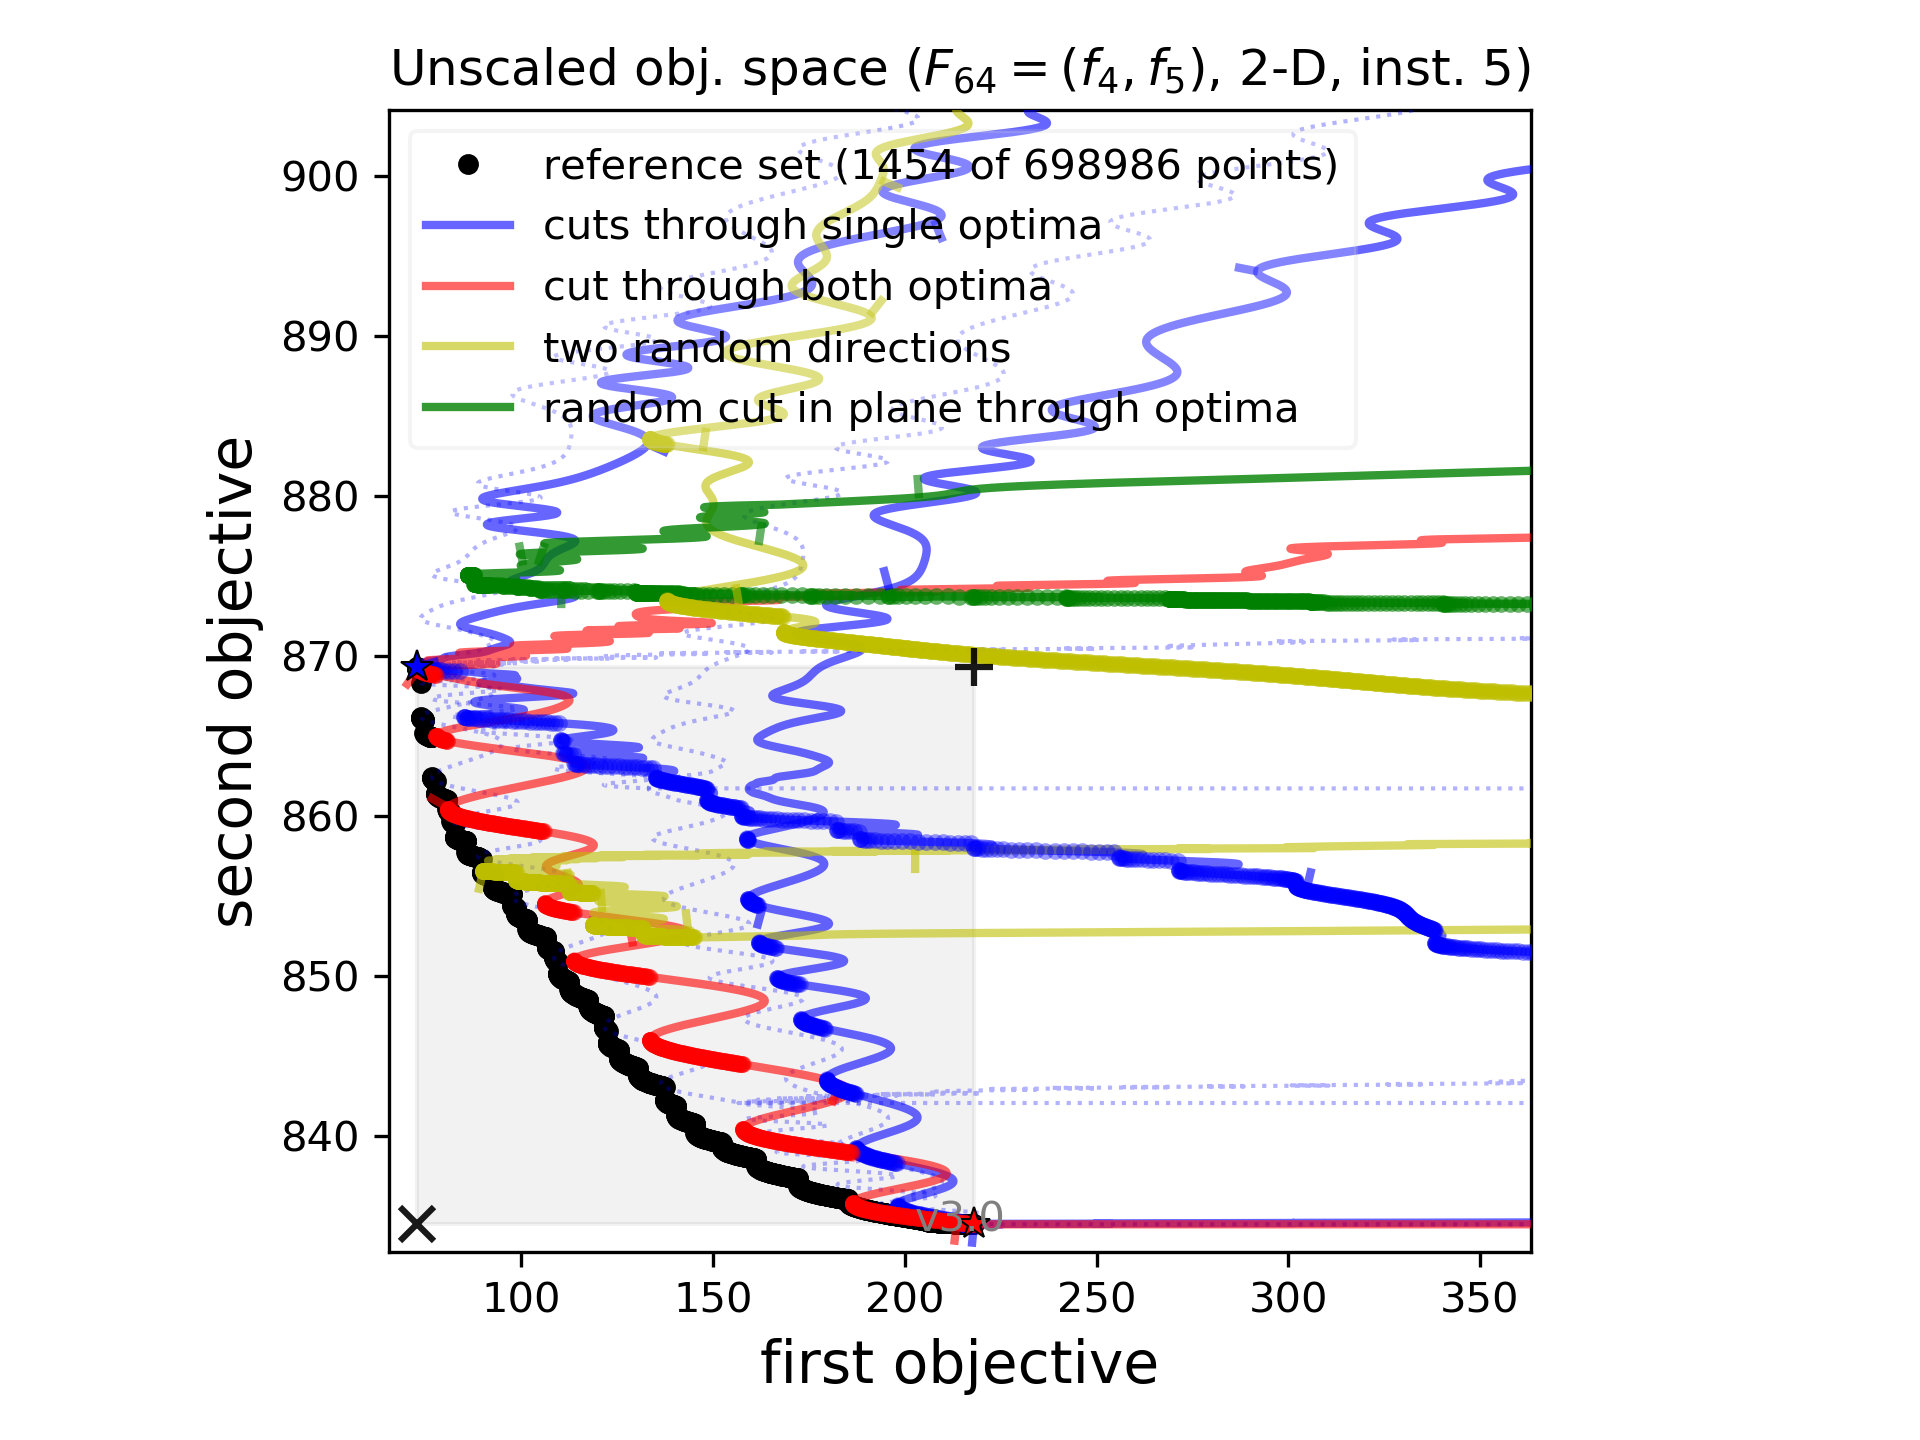 Unscaled obj. space (F64 = (f4, f5), 2-D, inst. 5)
reference set (1454 of 698986 points)
cuts through single optima
cut through both optima
two random directions
random cut in plane through optima
second objective
900
890
880
870
860
850
840
v3.0
100 150 200 250 300 350
first objective